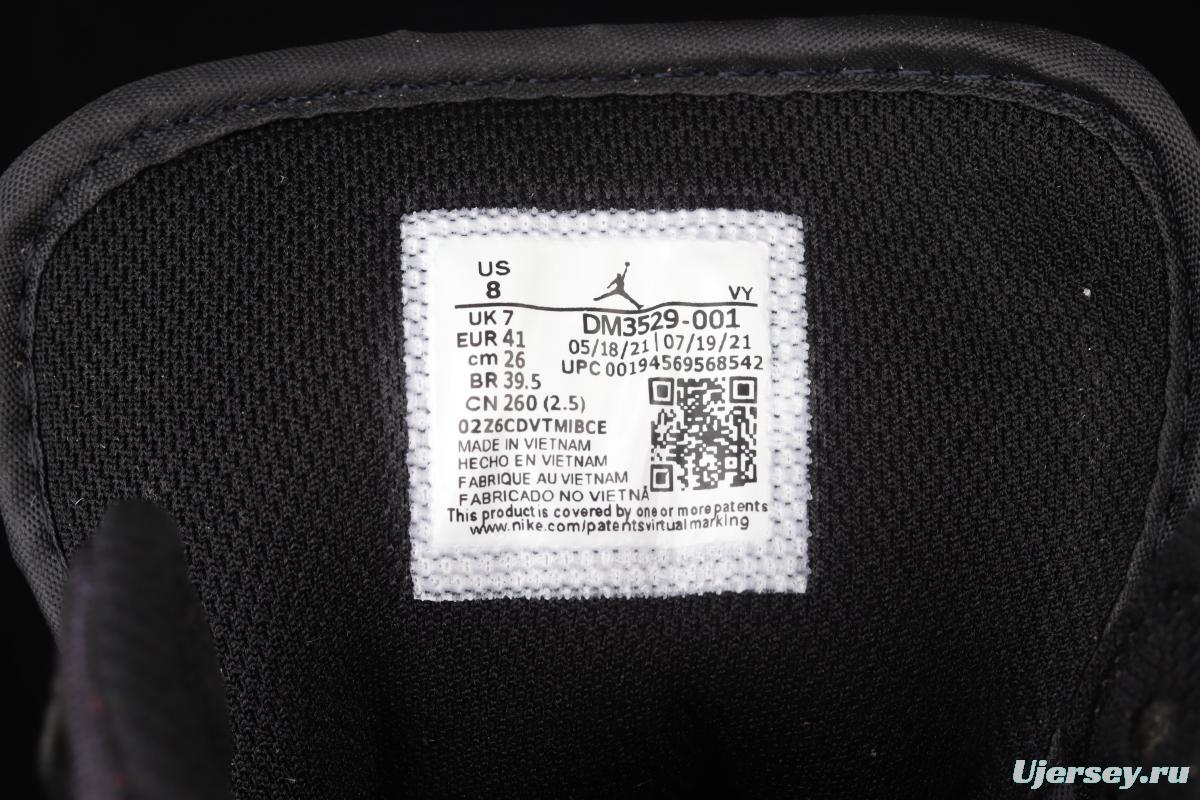 US
8
VY
UK 7
EUR 41
cm 26
BR 39.5
CN 260 (2.5)
DM3529-001
05/18/21 | 07/19/21
UPC 00194569568542
02Z6CDVTMIBCE
MADE IN VIETNAM
HECHO EN VIETNAM
FABRIQUE AU VIETNAM
FABRICADO NO VIETNÃ
This product is covered by one or more patents
www.nike.com/patentsvirtualmarking
Ujersey.ru